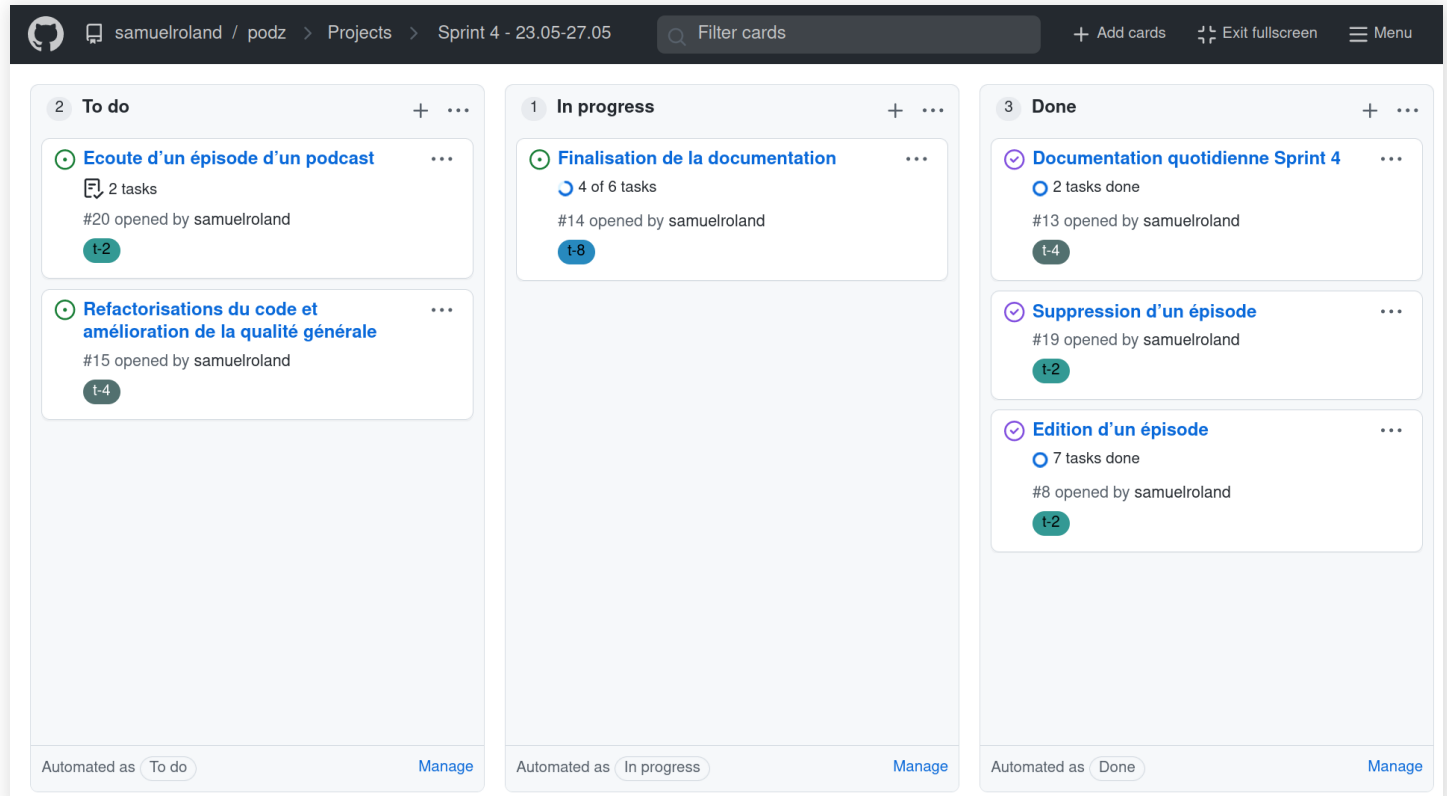 samuelroland / podz > Projects > Sprint 4 - 23.05-27.05
Filter cards
+ Add cards
Exit fullscreen
Menu
2 To do
Ecoute d’un épisode d’un podcast
2 tasks
#20 opened by samuelroland
t-2
Refactorisations du code et
amélioration de la qualité générale
#15 opened by samuelroland
t-4
Automated as To do
Manage
1 In progress
Finalisation de la documentation
4 of 6 tasks
#14 opened by samuelroland
t-8
Automated as In progress
Manage
3 Done
Documentation quotidienne Sprint 4
2 tasks done
#13 opened by samuelroland
t-4
Suppression d’un épisode
#19 opened by samuelroland
t-2
Edition d’un épisode
7 tasks done
#8 opened by samuelroland
t-2
Automated as Done
Manage